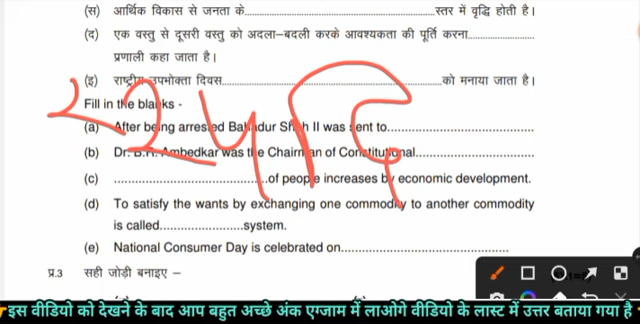 (स) आर्थिक विकास से जनता के..............................स्तर में वृद्धि होती है।
(द) एक वस्तु से दूसरी वस्तु को अदला–बदली करके आवश्यकता की पूर्ति करना....................
प्रणाली कहा जाता है।
(इ) राष्ट्रीय उपभोक्ता दिवस..............................को मनाया जाता है।
Fill in the blanks -
(a) After being arrested Bahadur Shah II was sent to..............................
(b) Dr. B.R. Ambedkar was the Chairman of Constitutional..............................
(c) ..............................of people increases by economic development.
(d) To satisfy the wants by exchanging one commodity to another commodity
is called........................system.
(e) National Consumer Day is celebrated on..............................
प्र.3 सही जोड़ी बनाइए –
इस वीडियो को देखने के बाद आप बहुत अच्छे अंक एग्जाम में लाओगे वीडियो के लास्ट में उत्तर बताया गया है